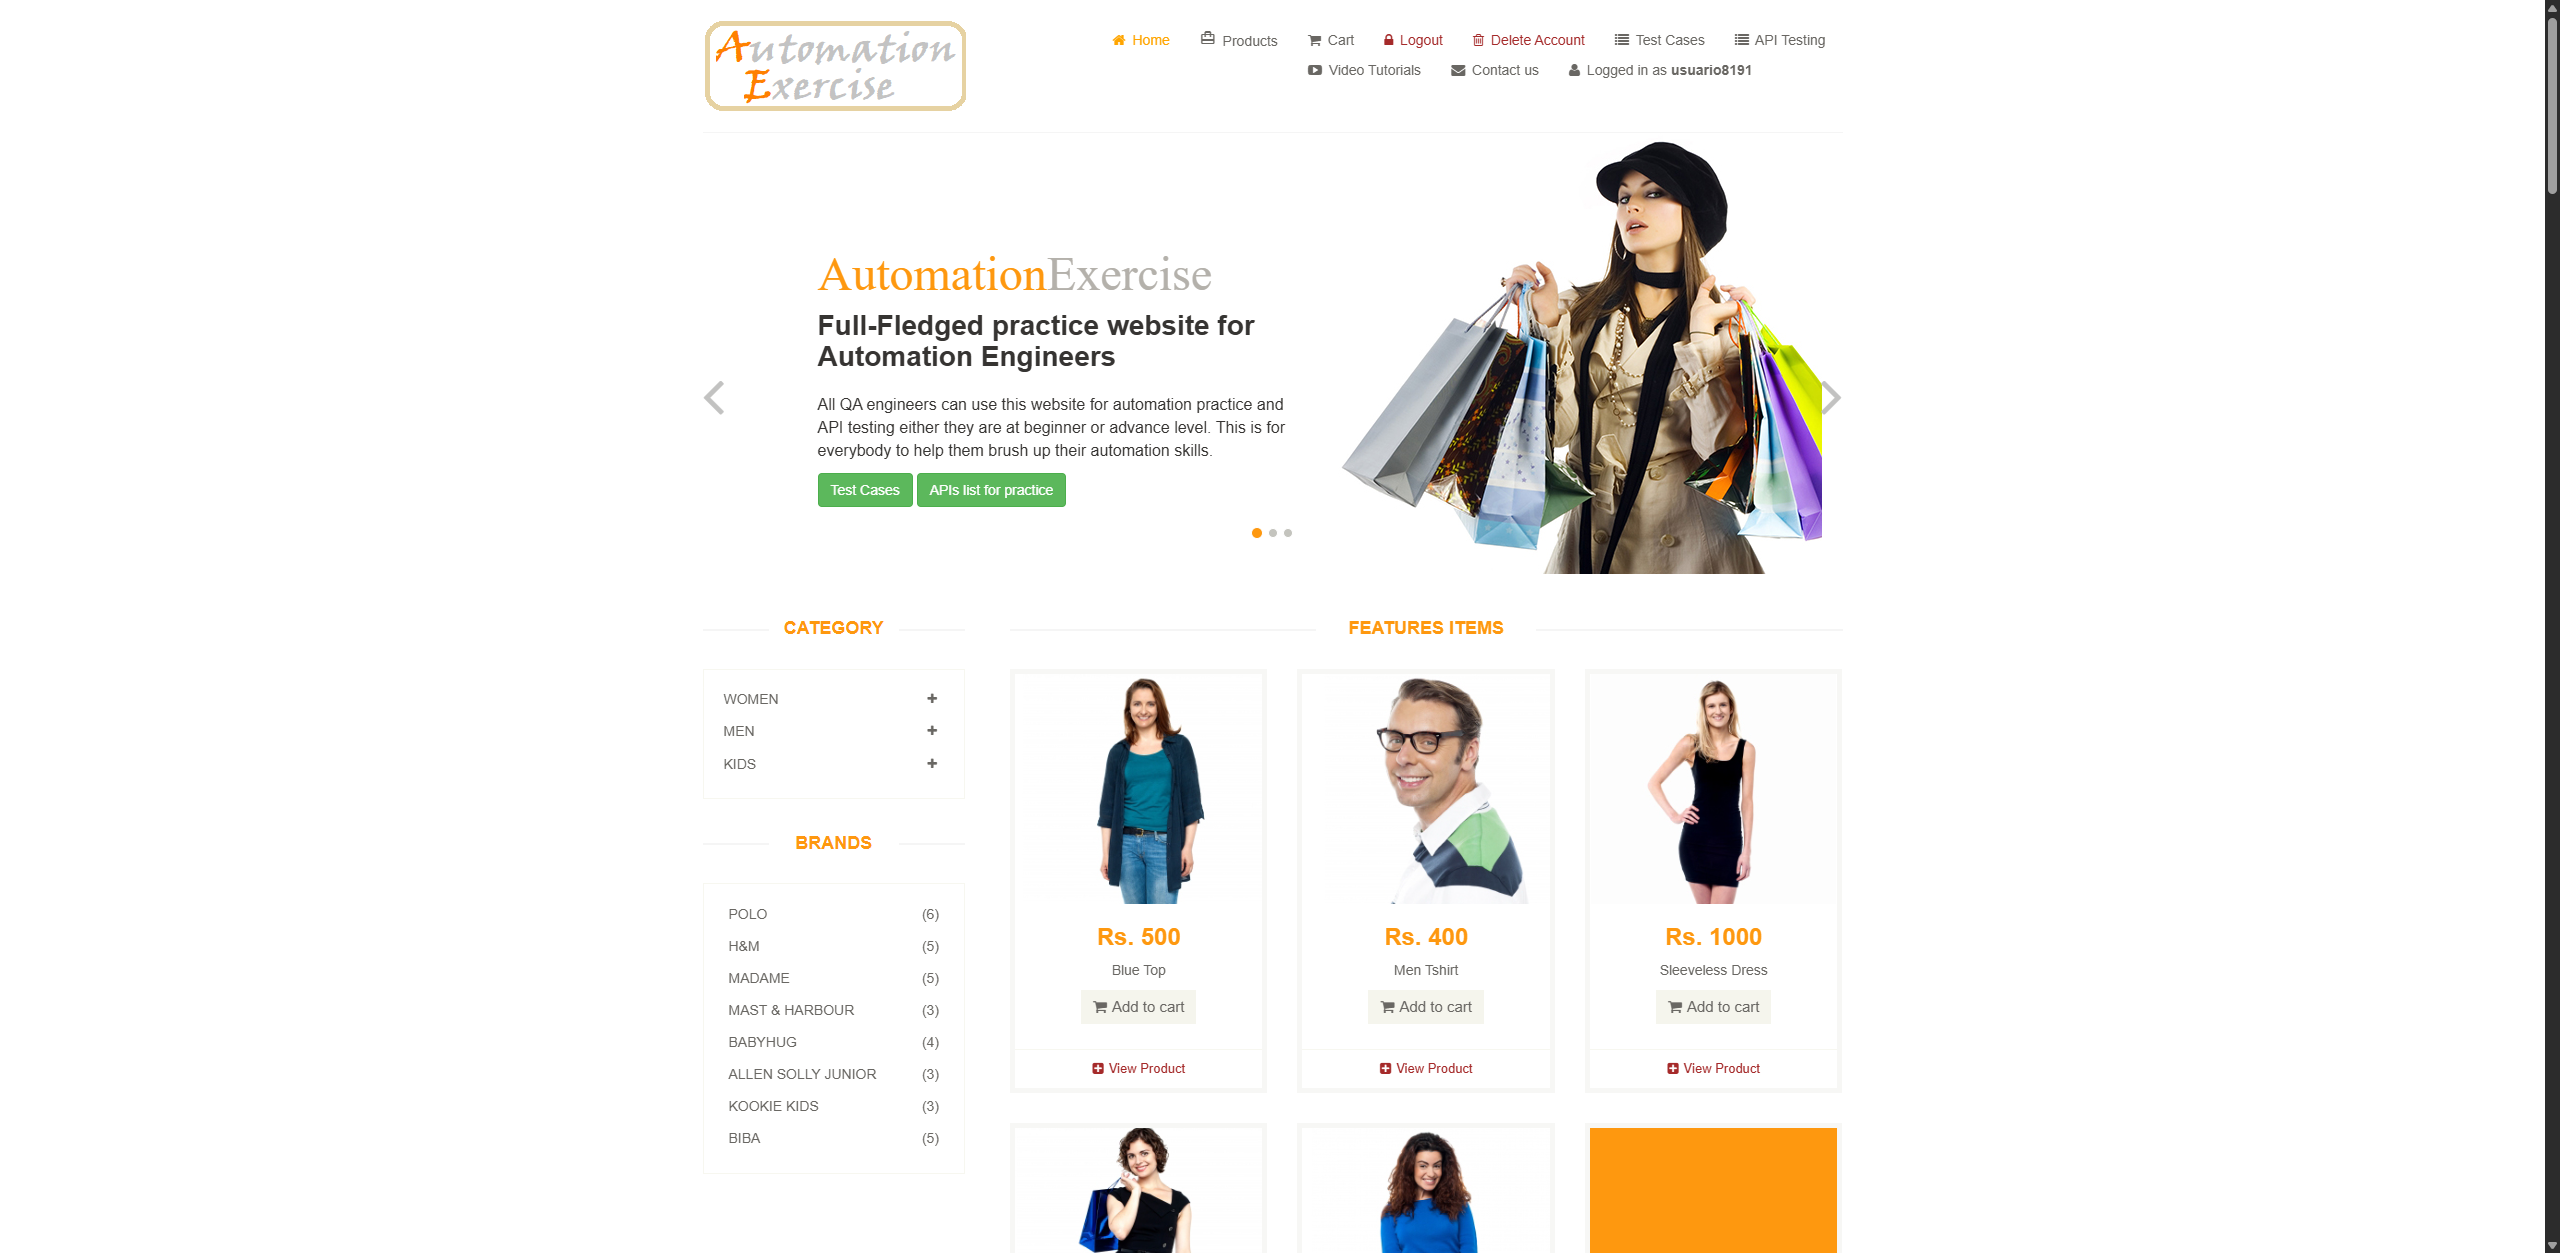 Automation
Exercise
Home Products Cart Logout Delete Account Test Cases API Testing
Video Tutorials Contact us Logged in as usuario8191
AutomationExercise
Full-Fledged practice website for
Automation Engineers
All QA engineers can use this website for automation practice and
API testing either they are at beginner or advance level. This is for
everybody to help them brush up their automation skills.
Test Cases APIs list for practice
CATEGORY
WOMEN
MEN
KIDS
BRANDS
POLO (6)
H&M (5)
MADAME (5)
MAST & HARBOUR (3)
BABYHUG (4)
ALLEN SOLLY JUNIOR (3)
KOOKIE KIDS (3)
BIBA (5)
FEATURES ITEMS
Rs. 500
Blue Top
Add to cart
View Product
Rs. 400
Men Tshirt
Add to cart
View Product
Rs. 1000
Sleeveless Dress
Add to cart
View Product